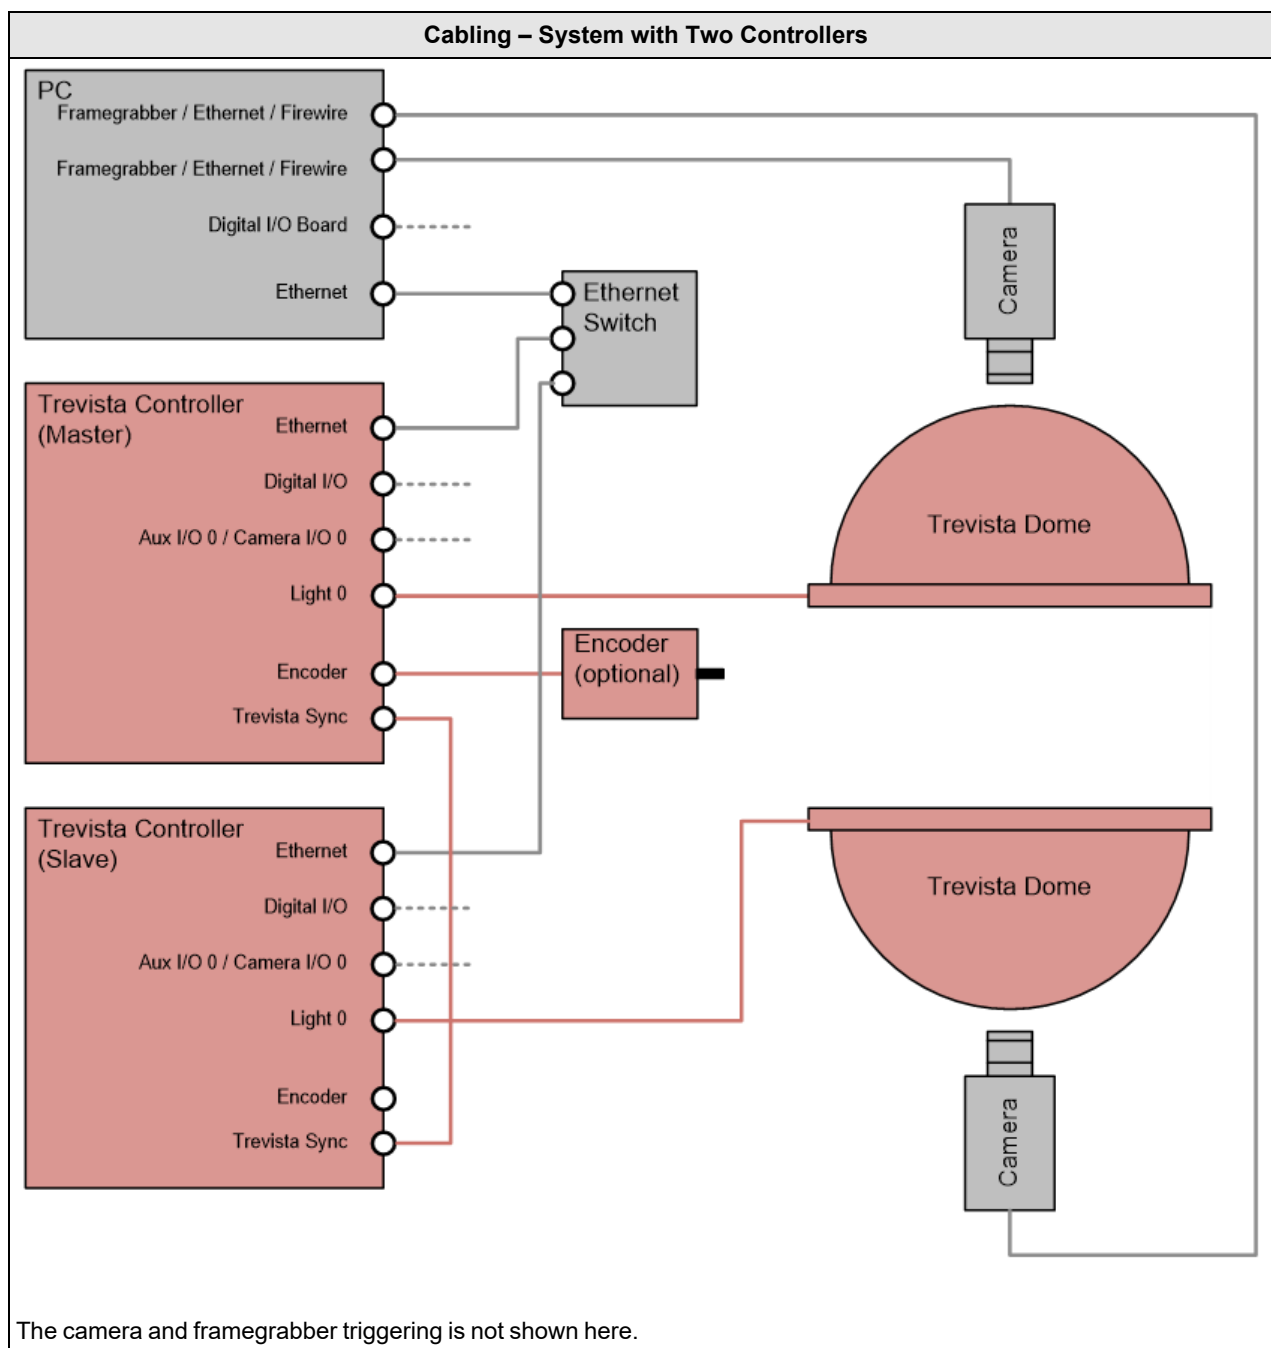 Cabling – System with Two Controllers
PC
Framegrabber / Ethernet / Firewire
Framegrabber / Ethernet / Firewire
Digital I/O Board
Ethernet
Ethernet
Switch
Camera
Trevista Controller
(Master)
Ethernet
Digital I/O
Aux I/O 0 / Camera I/O 0
Light 0
Encoder
Trevista Sync
Trevista Dome
Encoder
(optional)
Trevista Controller
(Slave)
Ethernet
Digital I/O
Aux I/O 0 / Camera I/O 0
Light 0
Encoder
Trevista Sync
Trevista Dome
Camera
The camera and framegrabber triggering is not shown here.